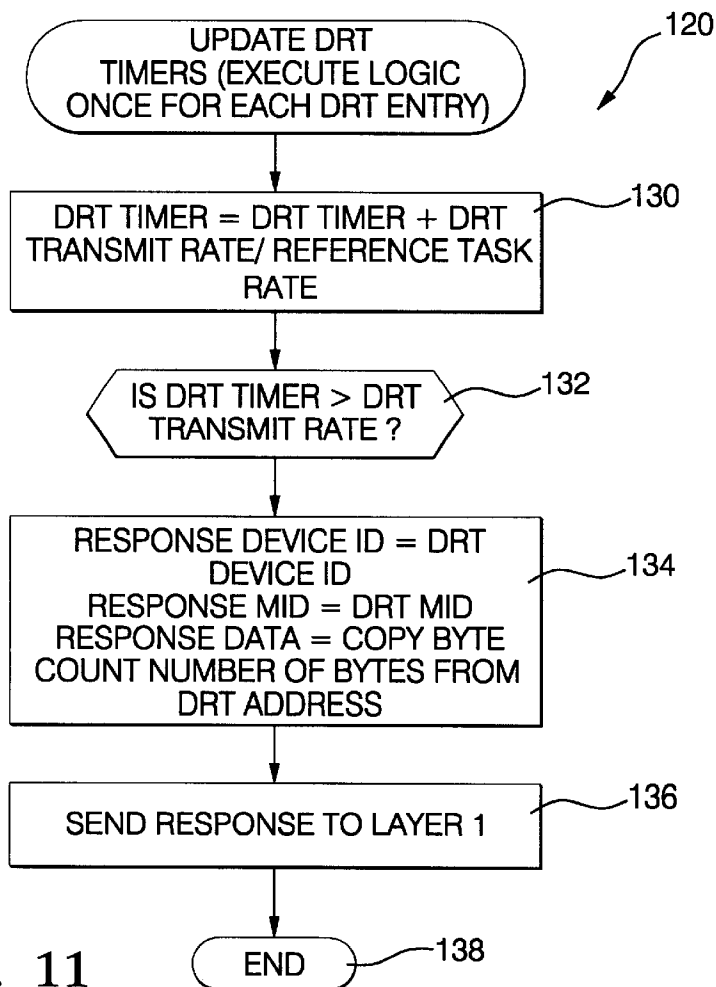 UPDATE DRT
TIMERS (EXECUTE LOGIC
ONCE FOR EACH DRT ENTRY)
120
DRT TIMER = DRT TIMER + DRT
TRANSMIT RATE/ REFERENCE TASK
RATE
130
IS DRT TIMER > DRT
TRANSMIT RATE ?
132
RESPONSE DEVICE ID = DRT
DEVICE ID
RESPONSE MID = DRT MID
RESPONSE DATA = COPY BYTE
COUNT NUMBER OF BYTES FROM
DRT ADDRESS
134
SEND RESPONSE TO LAYER 1
136
END
138
. 11